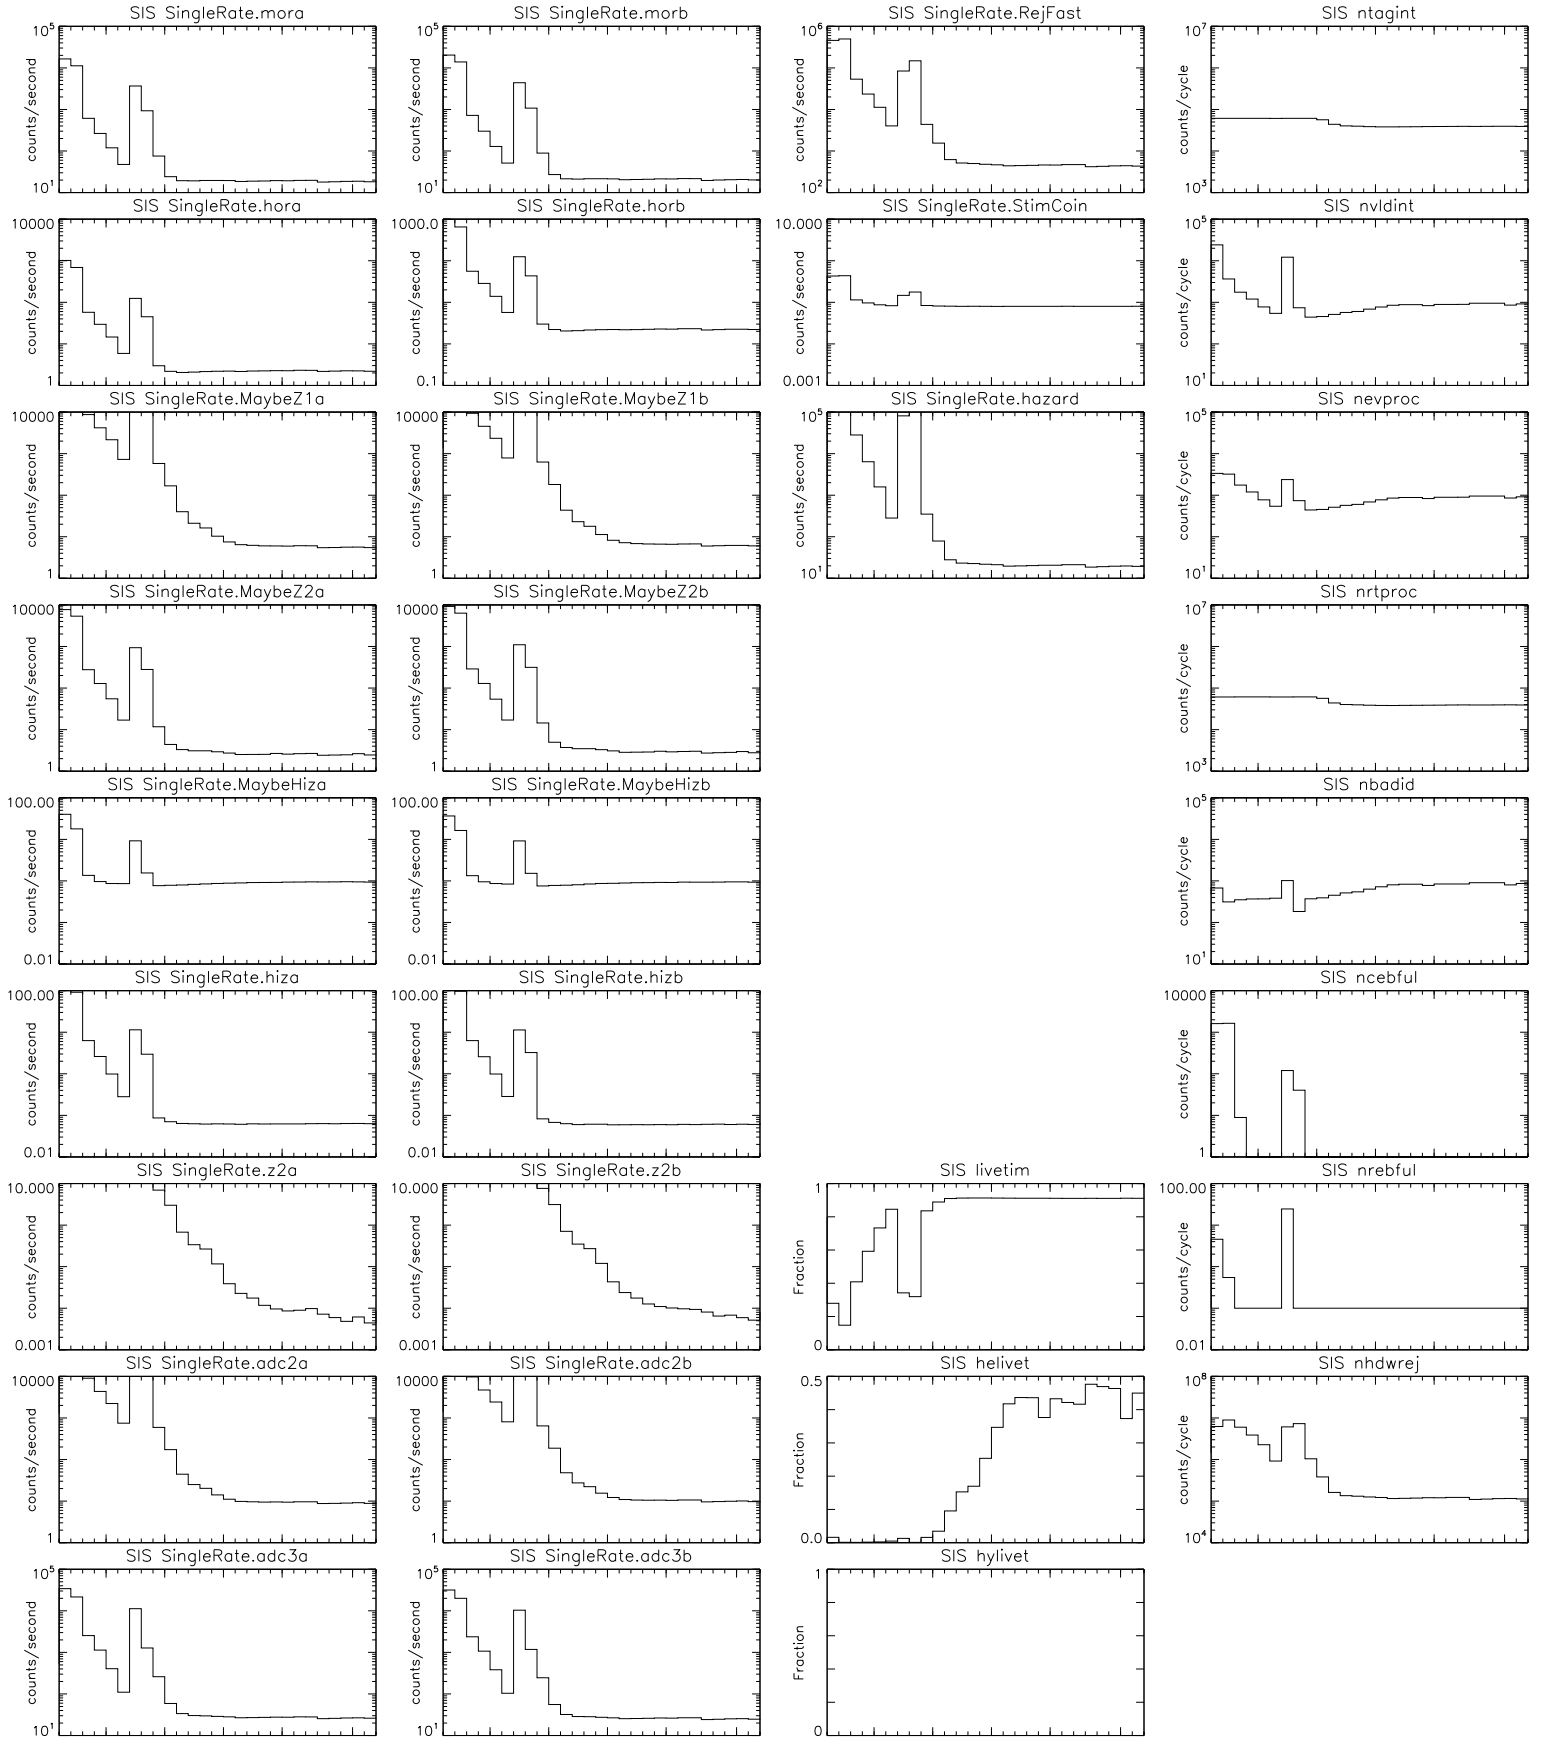 SIS SingleRate.mora
SIS SingleRate.morb
SIS SingleRate.RejFast
SIS ntagint
10^5
counts/second
10^1
10^5
counts/second
10^1
10^6
counts/second
10^2
10^7
counts/cycle
10^3
SIS SingleRate.hora
SIS SingleRate.horb
SIS SingleRate.StimCoin
SIS nvldint
10000
counts/second
1
1000.0
counts/second
0.1
10.000
counts/second
0.001
10^5
counts/cycle
10^1
SIS SingleRate.MaybeZ1a
SIS SingleRate.MaybeZ1b
SIS SingleRate.hazard
SIS nevproc
10000
counts/second
1
10000
counts/second
1
10^5
counts/second
10^1
10^5
counts/cycle
10^1
SIS SingleRate.MaybeZ2a
SIS SingleRate.MaybeZ2b
SIS nrtproc
10000
counts/second
1
10000
counts/second
1
10^7
counts/cycle
10^3
SIS SingleRate.MaybeHiza
SIS SingleRate.MaybeHizb
SIS nbadid
100.00
counts/second
0.01
100.00
counts/second
0.01
10^5
counts/cycle
10^1
SIS SingleRate.hiza
SIS SingleRate.hizb
SIS ncebful
100.00
counts/second
0.01
100.00
counts/second
0.01
10000
counts/cycle
1
SIS SingleRate.z2a
SIS SingleRate.z2b
SIS livetim
SIS nrebful
10.000
counts/second
0.001
10.000
counts/second
0.001
1
Fraction
0
100.00
counts/cycle
0.01
SIS SingleRate.adc2a
SIS SingleRate.adc2b
SIS helivet
SIS nhdwrej
10000
counts/second
1
10000
counts/second
1
0.5
Fraction
0.0
10^8
counts/cycle
10^4
SIS SingleRate.adc3a
SIS SingleRate.adc3b
SIS hylivet
10^5
counts/second
10^1
10^5
counts/second
10^1
1
Fraction
0